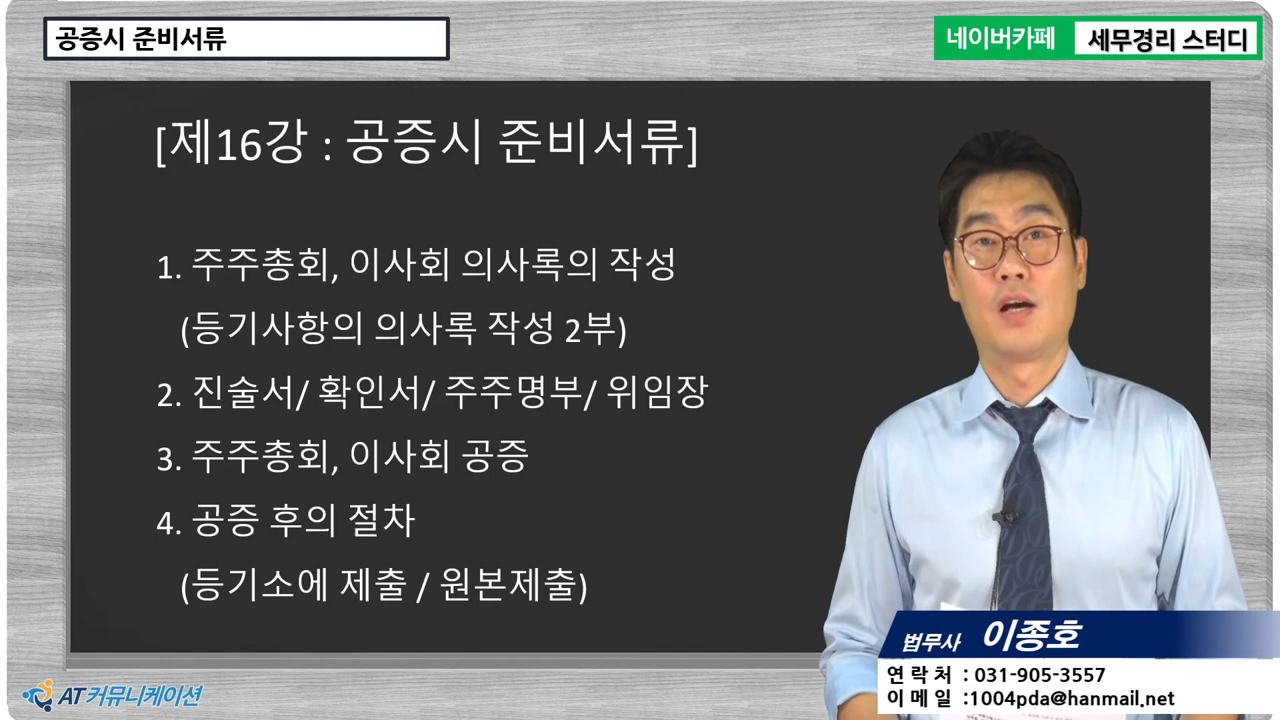 공증시 준비서류
네이버카페 세무경리 스터디
[제16강 : 공증시 준비서류]
1. 주주총회, 이사회 의사록의 작성
(등기사항의 의사록 작성 2부)
2. 진술서/ 확인서/ 주주명부/ 위임장
3. 주주총회, 이사회 공증
4. 공증 후의 절차
(등기소에 제출 / 원본제출)
법무사 이종호
연 락 처 : 031-905-3557
이 메 일 :1004pda@hanmail.net
AT커뮤니케이션